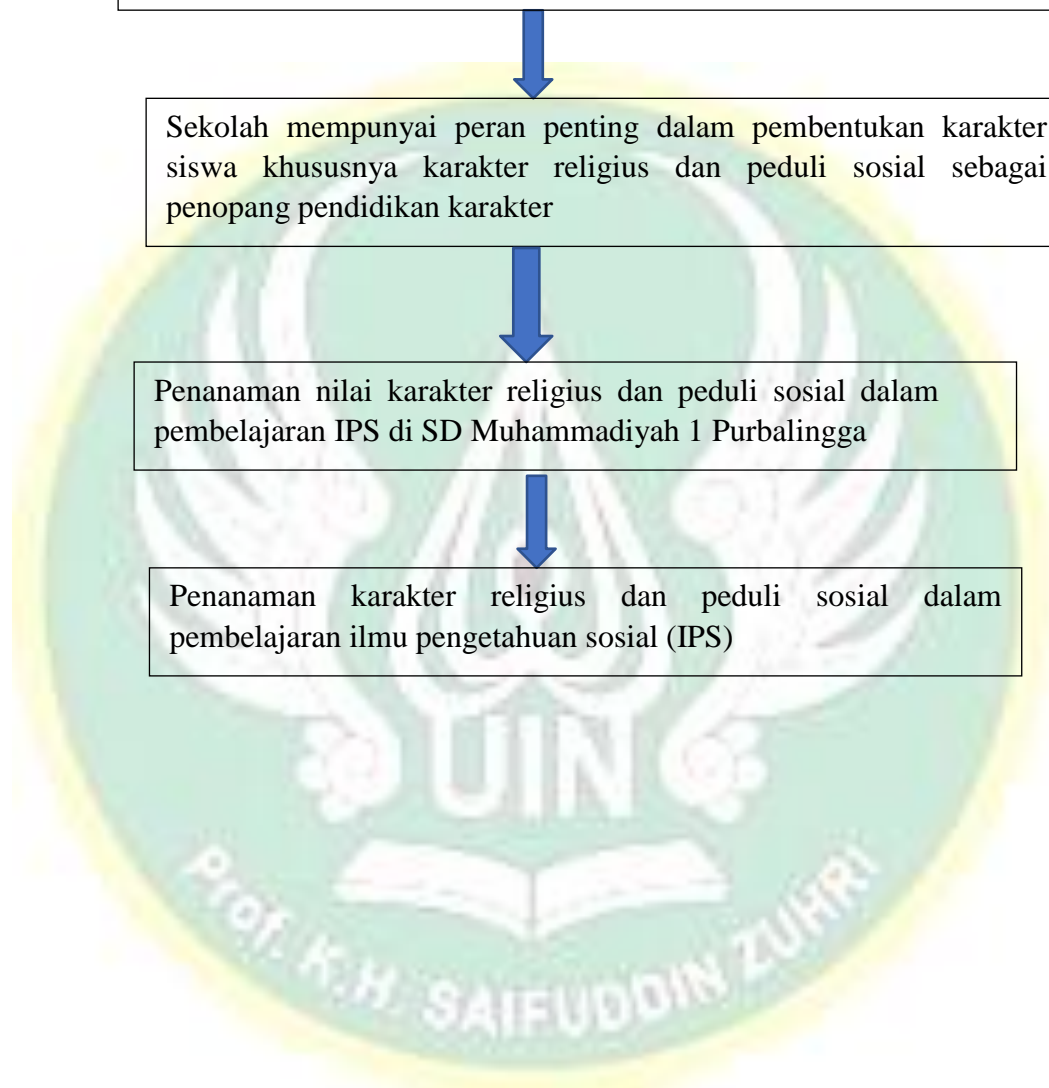 Sekolah mempunyai peran penting dalam pembentukan karakter
siswa khususnya karakter religius dan peduli sosial sebagai
penopang pendidikan karakter
Penanaman nilai karakter religius dan peduli sosial dalam
pembelajaran IPS di SD Muhammadiyah 1 Purbalingga
Penanaman karakter religius dan peduli sosial dalam
pembelajaran ilmu pengetahuan sosial (IPS)
UIN
Prof. K.H. SAIFUDDIN ZUHRI